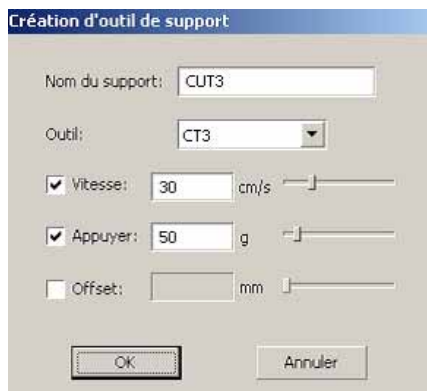 Création d'outil de support
Nom du support: CUT3
Outil: CT3
Vitesse: 30 cm/s
Appuyer: 50 g
Offset: mm
OK Annuler